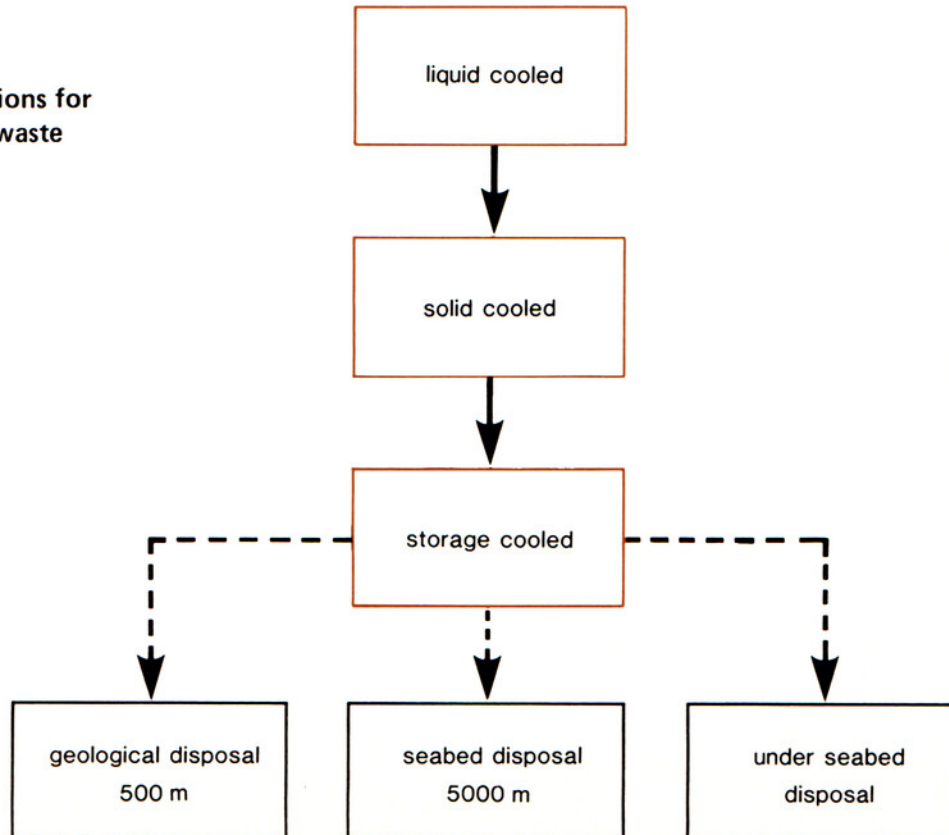 ions for
waste
liquid cooled
solid cooled
storage cooled
geological disposal
500 m
seabed disposal
5000 m
under seabed
disposal